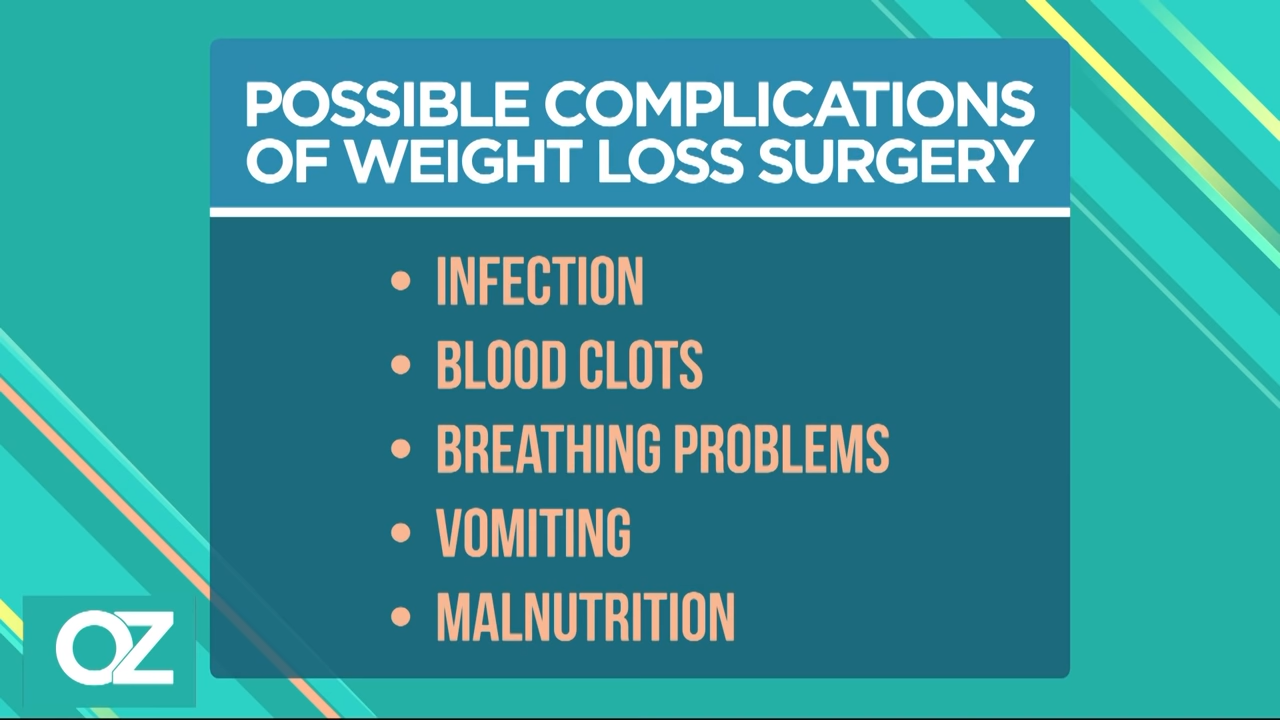 POSSIBLE COMPLICATIONS
OF WEIGHT LOSS SURGERY
• INFECTION
• BLOOD CLOTS
• BREATHING PROBLEMS
• VOMITING
• MALNUTRITION
OZ